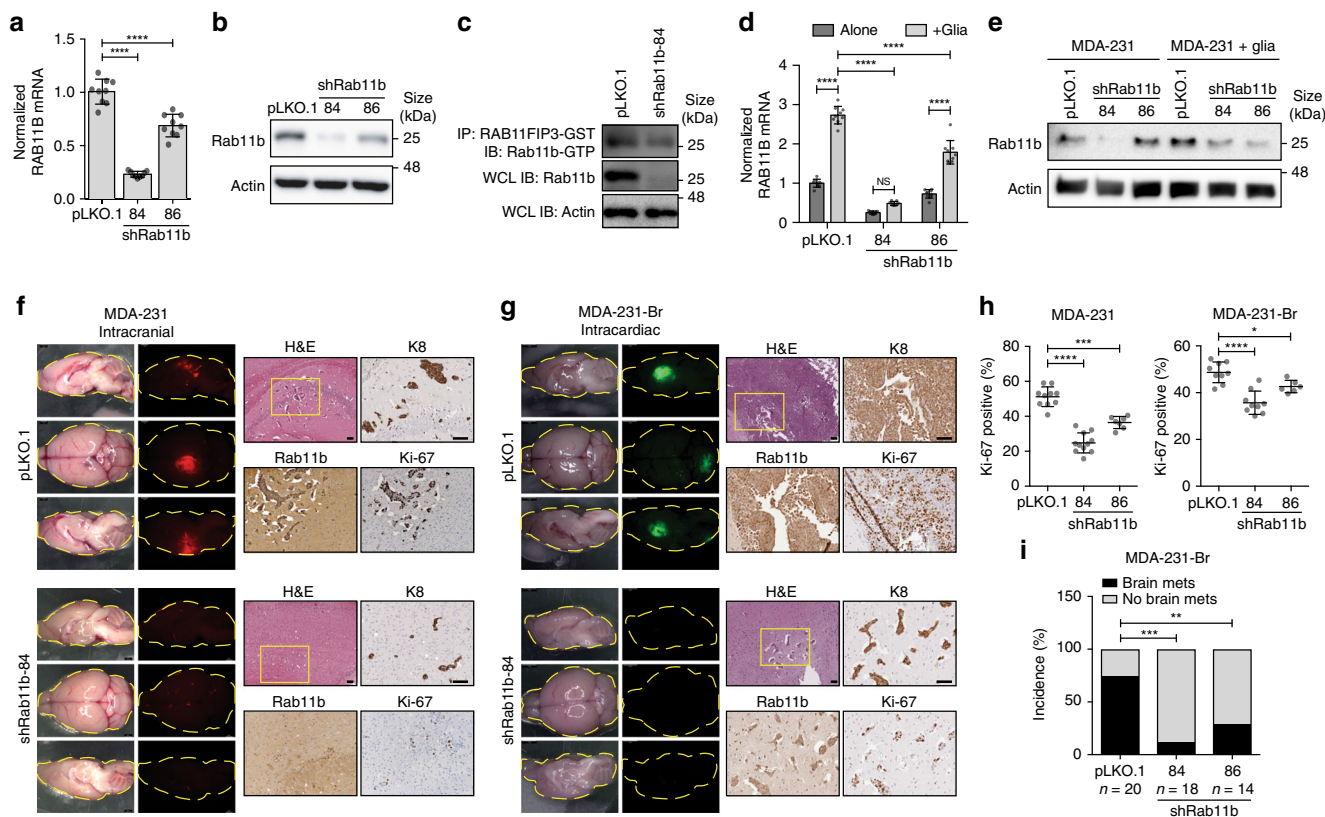 a
Normalized
RAB11B mRNA
1.5
1.0
0.5
0.0
****
****
pLKO.1
84
86
shRab11b
b
shRab11b
pLKO.1
84
86
Size
(kDa)
Rab11b
25
48
Actin
c
pLKO.1
shRab11b-84
Size
(kDa)
IP: RAB11FIP3-GST
IB: Rab11b-GTP
25
WCL IB: Rab11b
25
48
WCL IB: Actin
d
Alone
+Glia
Normalized
RAB11B mRNA
4
3
2
1
0
****
****
****
NS
****
pLKO.1
84
86
shRab11b
e
MDA-231
MDA-231 + glia
pLKO.1
shRab11b
84
86
pLKO.1
shRab11b
84
86
Size
(kDa)
Rab11b
25
48
Actin
f
MDA-231
Intracranial
pLKO.1
H&E
K8
Rab11b
Ki-67
shRab11b-84
H&E
K8
Rab11b
Ki-67
g
MDA-231-Br
Intracardiac
pLKO.1
H&E
K8
Rab11b
Ki-67
shRab11b-84
H&E
K8
Rab11b
Ki-67
h
MDA-231
Ki-67 positive (%)
80
60
40
20
0
***
****
pLKO.1
84
86
shRab11b
MDA-231-Br
Ki-67 positive (%)
60
40
20
0
*
****
pLKO.1
84
86
shRab11b
i
MDA-231-Br
Brain mets
No brain mets
Incidence (%)
150
100
50
0
**
***
pLKO.1
84
86
n = 20
n = 18
n = 14
shRab11b